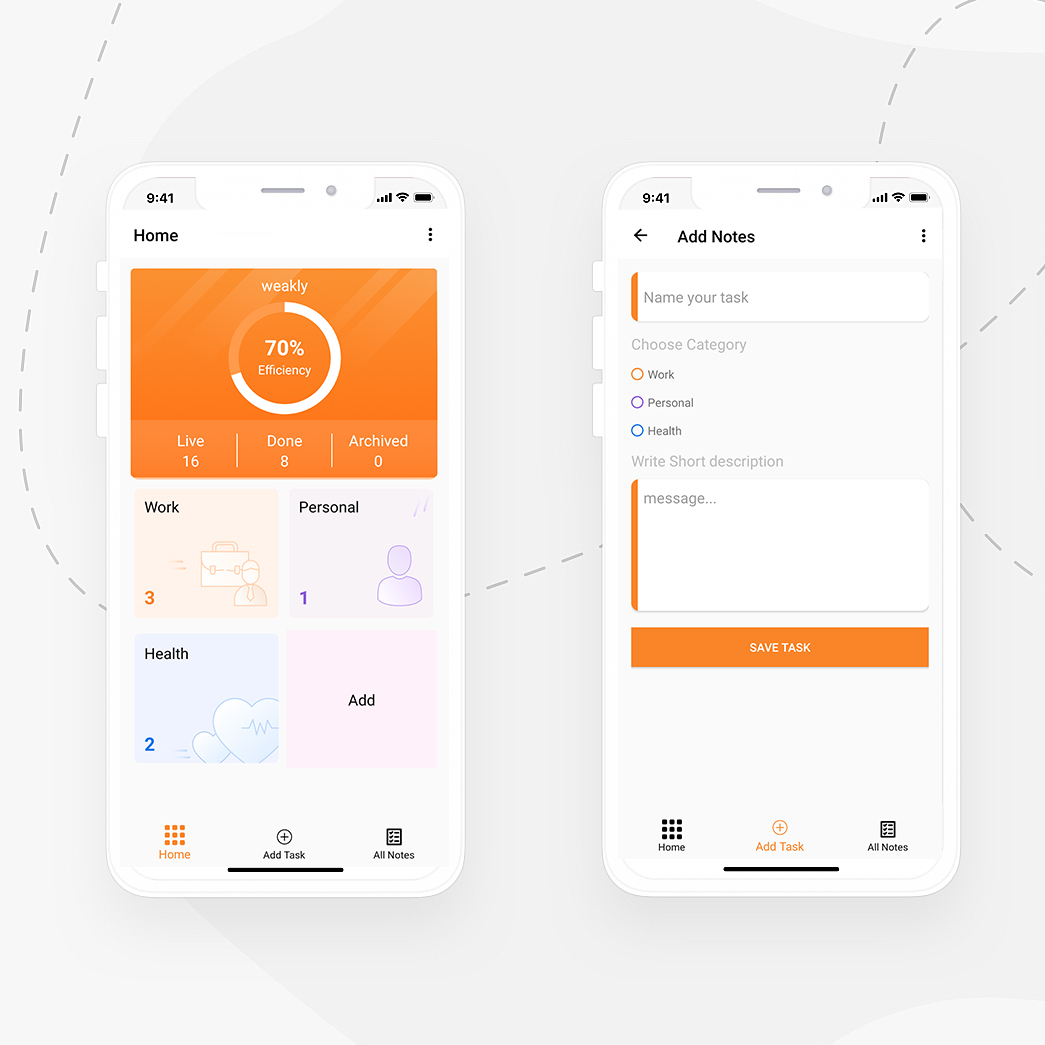 9:41
Home
weakly
70%
Efficiency
Live Done Archived
16 8 0
Work Personal
3 1
Health
Add
2
Home Add Task All Notes
9:41
Add Notes
Name your task
Choose Category
Work
Personal
Health
Write Short description
message...
SAVE TASK
Home Add Task All Notes